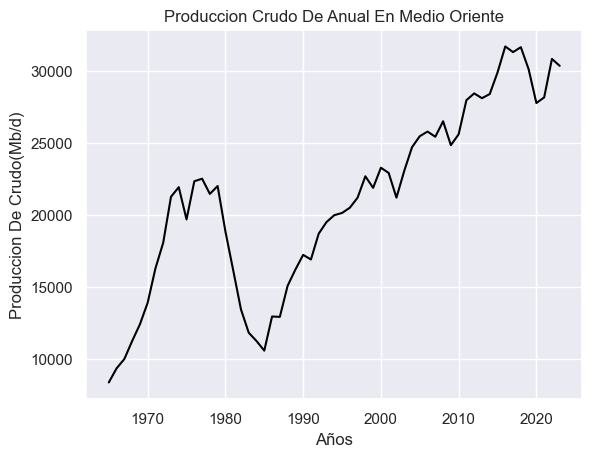 Produccion Crudo De Anual En Medio Oriente
Produccion De Crudo(Mb/d)
30000
25000
20000
15000
10000
1970 1980 1990 2000 2010 2020
Años